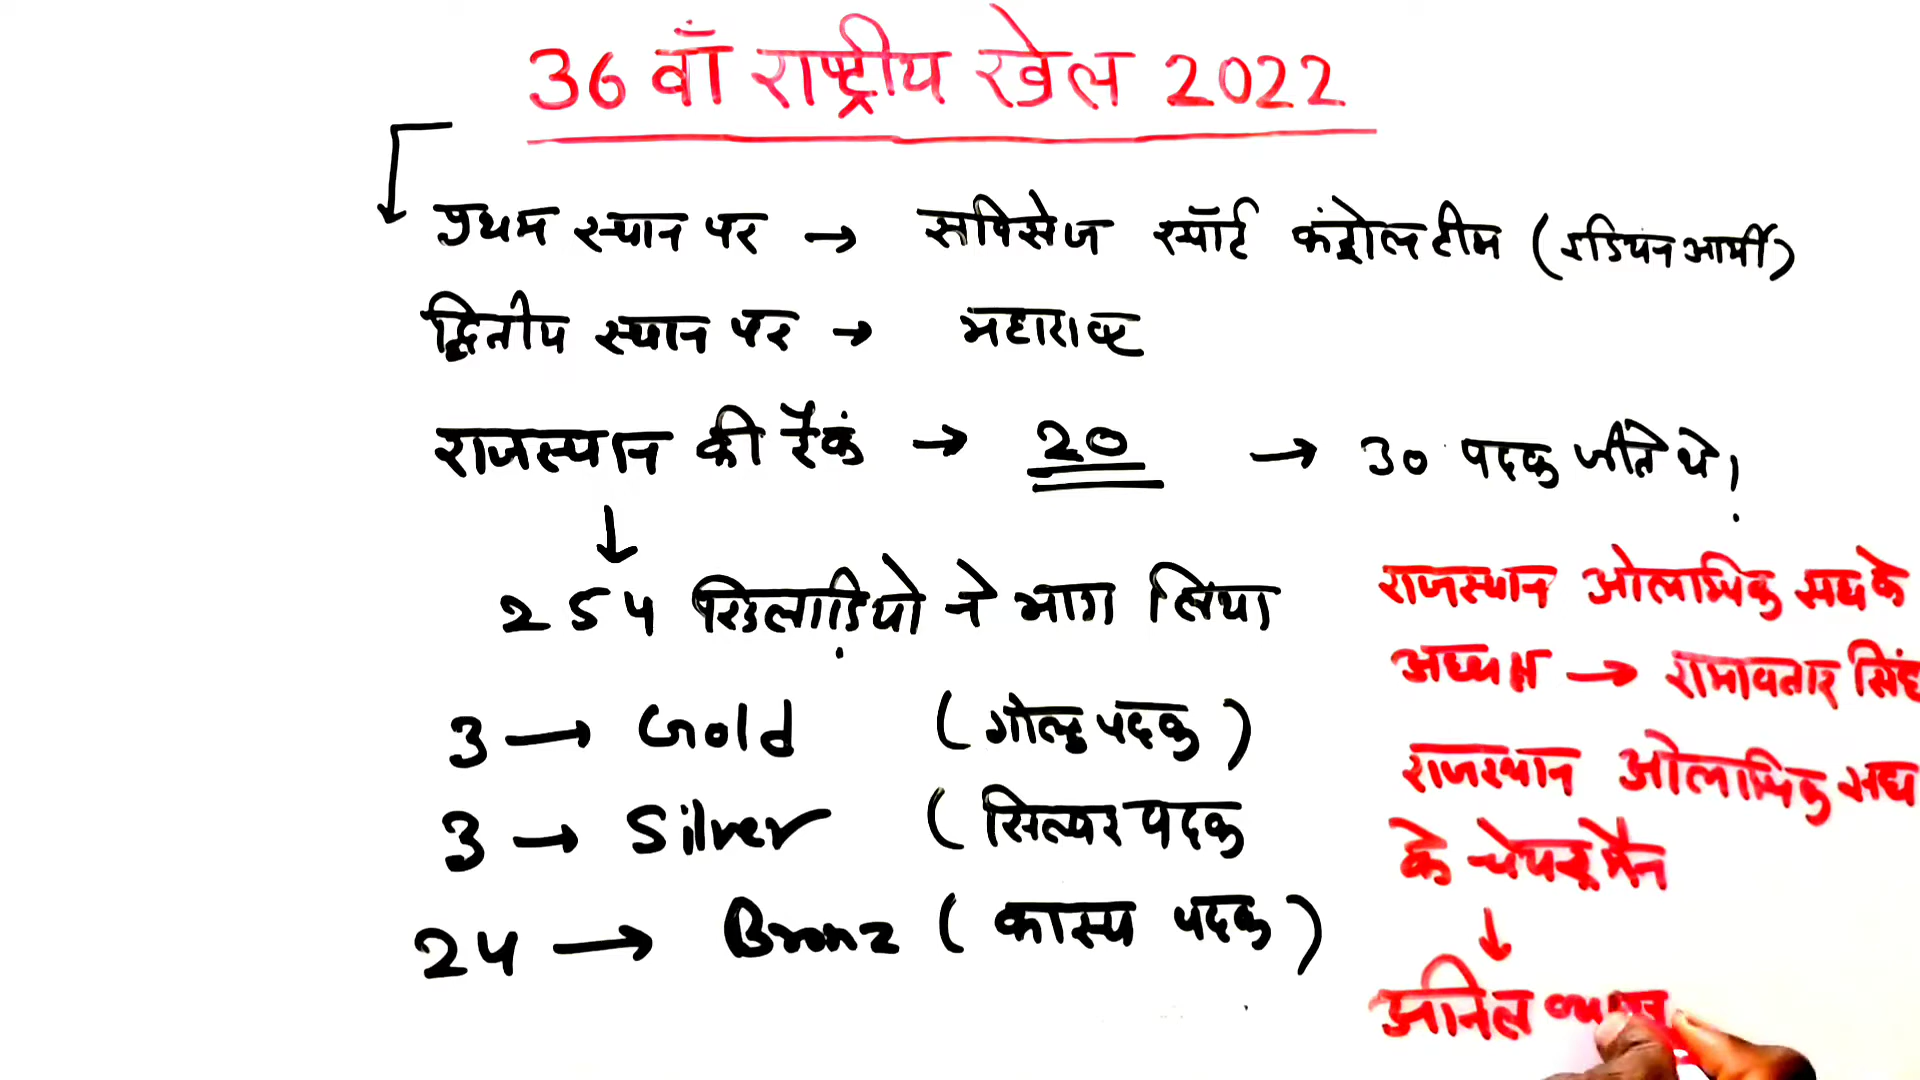 36 वाँ राष्ट्रीय खेल 2022
प्रथम स्थान पर → सर्विसेज स्पॉर्ट कंट्रोल टीम (इंडियन आर्मी)
द्वितीय स्थान पर → महाराष्ट्र
राजस्थान की रैंक → 20 → 30 पदक जीते थे।
254 खिलाडियो ने भाग लिया
3 → Gold (गोल्ड पदक)
3 → Silver (सिल्वर पदक
24 → Bronz (कास्य पदक)
राजस्थान ओलम्पिक संघ के
अध्यक्ष → रामावतार सिंह
राजस्थान ओलम्पिक संघ
के चेयरमैन
↓
अनिल